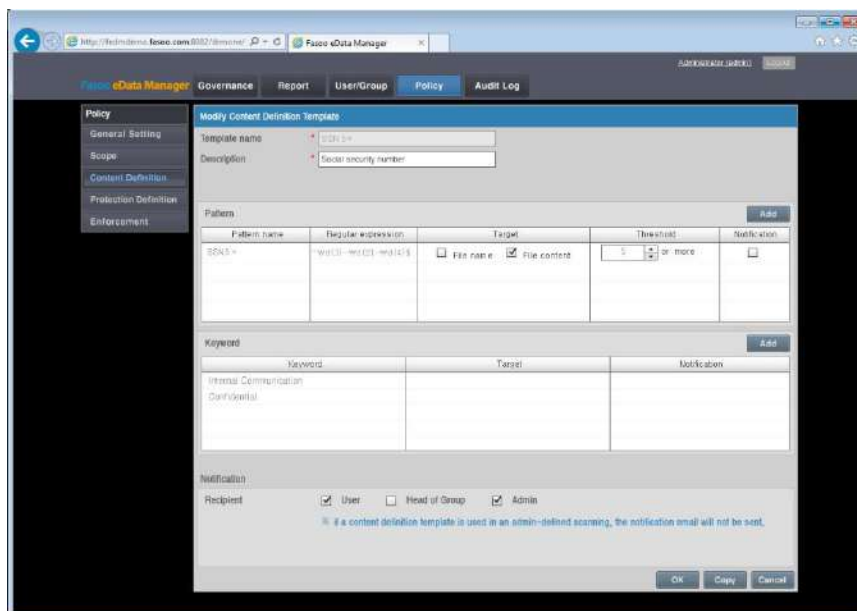 Fasoo eData Manager
Administrator (admin)
Fasoo eData Manager Governance Report User/Group Policy Audit Log
Policy
General Setting
Scope
Content Definition
Protection Definition
Enforcement
Modify Content Definition Template
Template name *
Description * Social security number
Pattern Add
Pattern name Regular expression Target Threshold Notification
File name File content 5 or more
Keyword Add
Keyword Target Notification
Internal Communication
Confidential
Notification
Recipient User Head of Group Admin
if a content definition template is used in an admin-defined scanning, the notification email will not be sent.
OK Copy Cancel